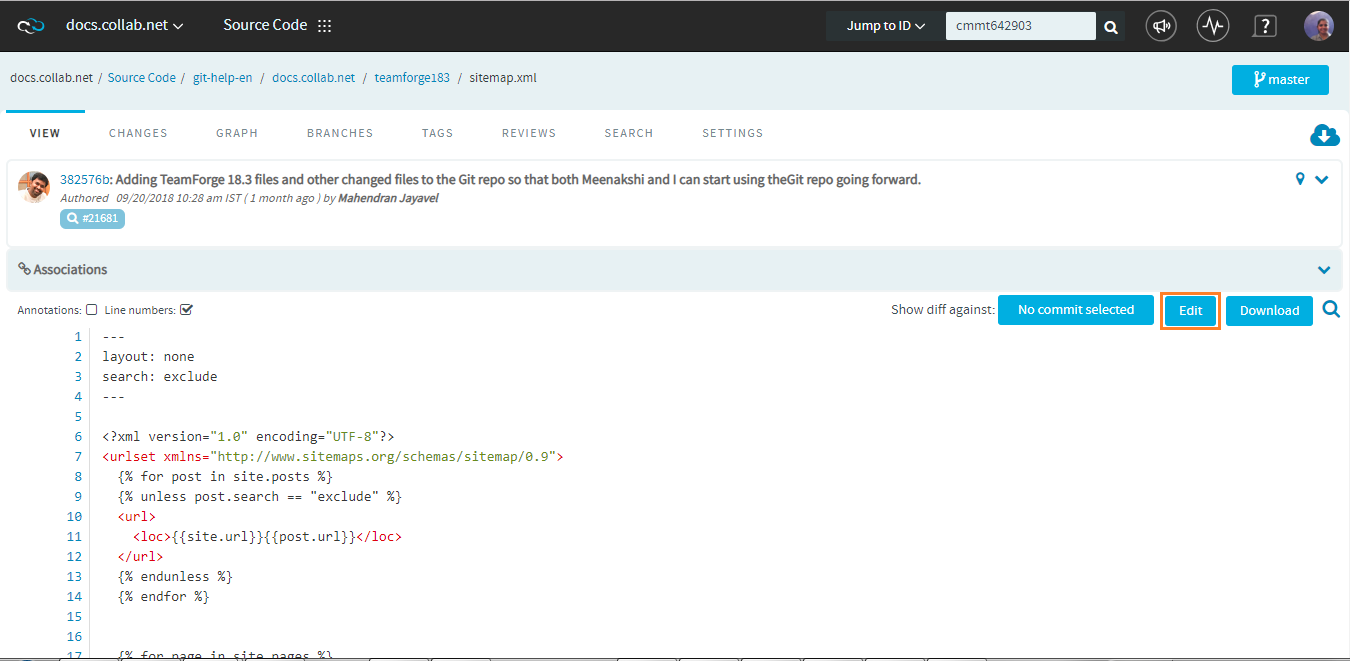 docs.collab.net Source Code Jump to ID cmmt642903 ?
docs.collab.net / Source Code / git-help-en / docs.collab.net / teamforge183 / sitemap.xml master
VIEW CHANGES GRAPH BRANCHES TAGS REVIEWS SEARCH SETTINGS
382576b: Adding TeamForge 18.3 files and other changed files to the Git repo so that both Meenakshi and I can start using theGit repo going forward.
Authored 09/20/2018 10:28 am IST ( 1 month ago ) by Mahendran Jayavel
#21681
Associations
Annotations: Line numbers: Show diff against: No commit selected Edit Download
1 ---
2 layout: none
3 search: exclude
4 ---
5
6 <?xml version="1.0" encoding="UTF-8"?>
7 <urlset xmlns="http://www.sitemaps.org/schemas/sitemap/0.9">
8 {% for post in site.posts %}
9 {% unless post.search == "exclude" %}
10 <url>
11 <loc>{{site.url}}{{post.url}}</loc>
12 </url>
13 {% endunless %}
14 {% endfor %}
15
16
17 {% for page in site.pages %}